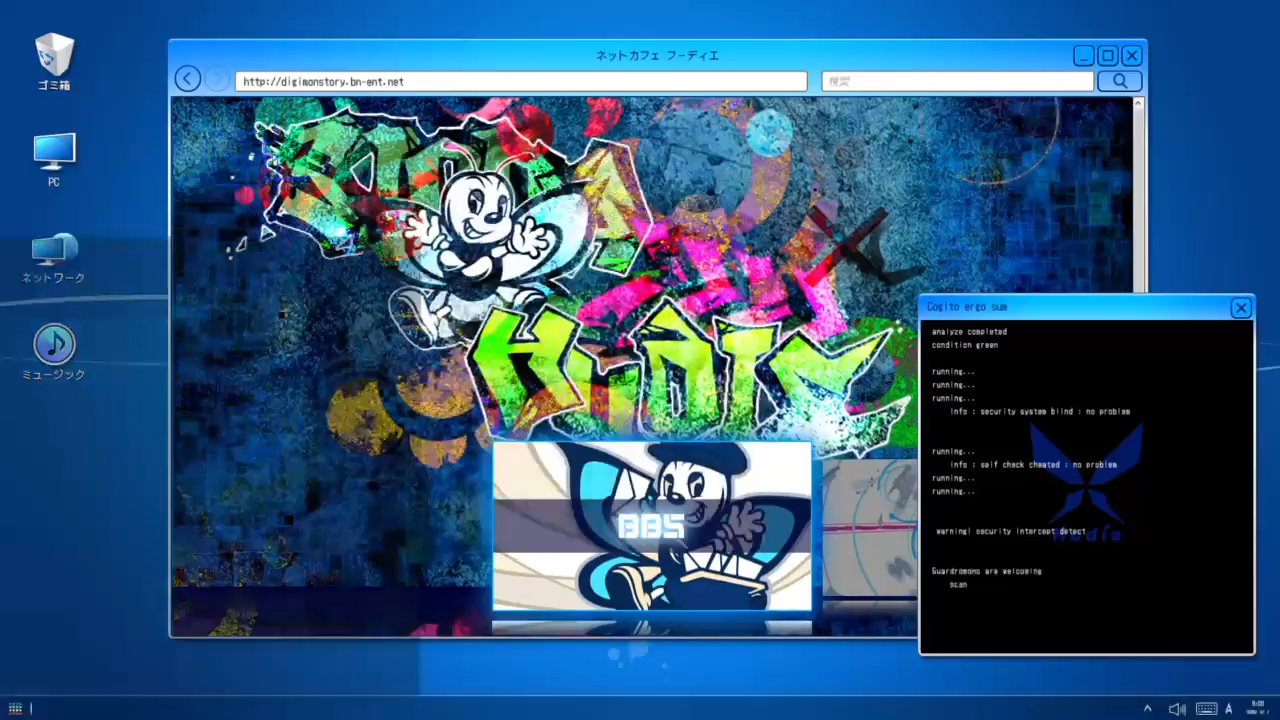 ゴミ箱
PC
ネットワーク
ミュージック
ネットカフェ フーディエ
http://digimonstory.bn-ent.net
検索
BBS
Cogito ergo sum
analyze completed
condition green
running...
running...
running...
info : security system blind : no problem
running...
info : self check cheated : no problem
running...
running...
warning! security intercept detect
Guardromons are welcoming
scan
A